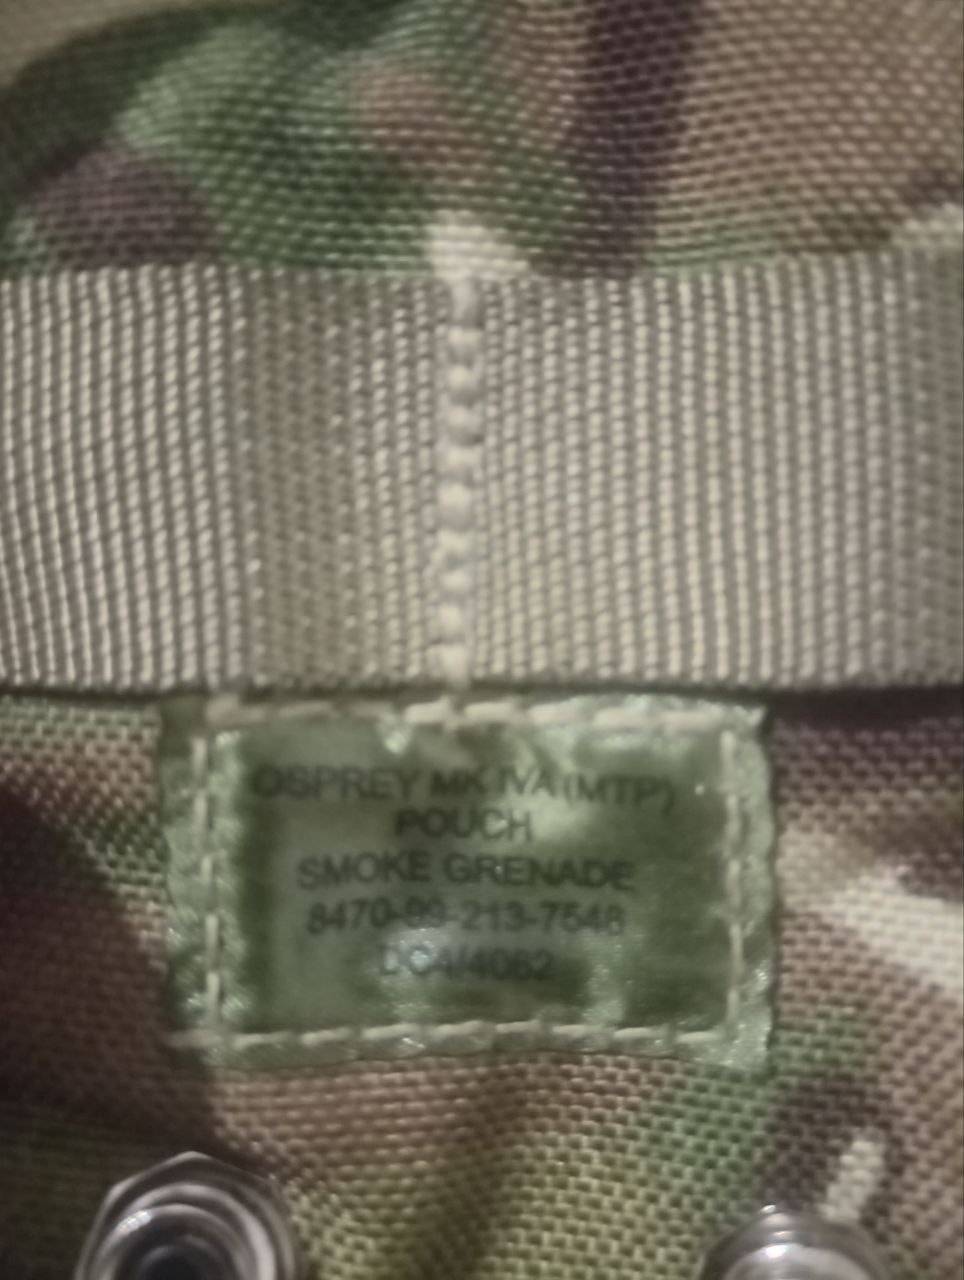 OSPREY MK IVA (MTP)
POUCH
SMOKE GRENADE
8470-99-213-7548